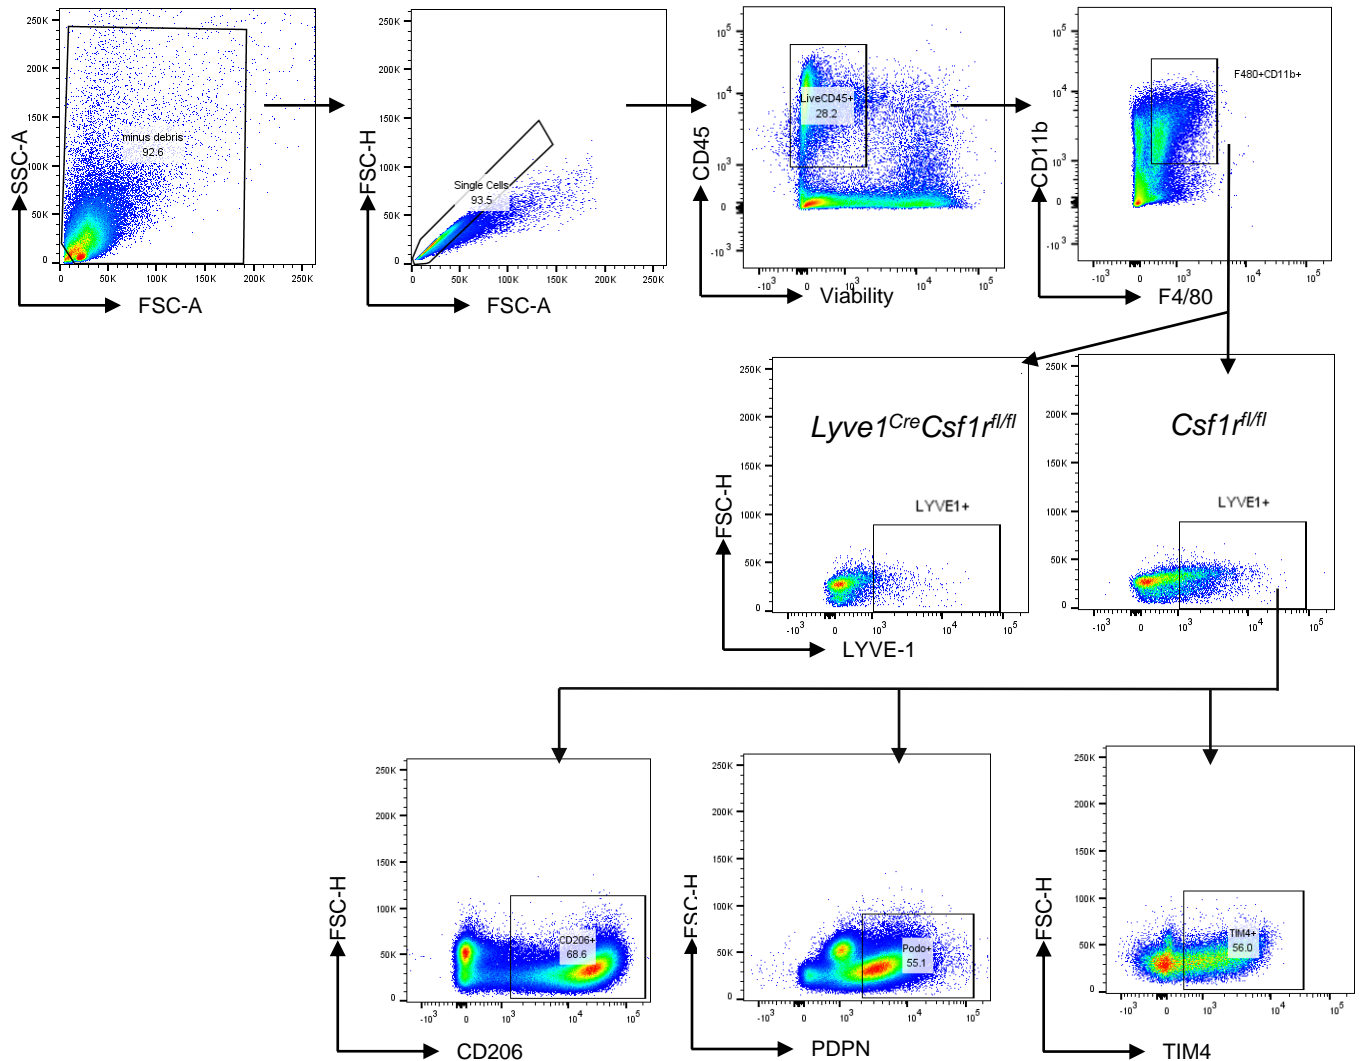 250K
200K
150K
100K
50K
0
SSC-A
minus debris
92.6
0
50K
100K
150K
200K
250K
FSC-A
250K
200K
150K
100K
50K
0
FSC-H
Single Cells
93.5
0
50K
100K
150K
200K
250K
FSC-A
10^5
10^4
10^3
0
-10^3
CD45
LiveCD45+
28.2
-10^3
0
10^3
10^4
10^5
Viability
10^5
10^4
10^3
0
-10^3
CD11b
F480+CD11b+
-10^3
0
10^3
10^4
10^5
F4/80
250K
200K
150K
100K
50K
0
FSC-H
Lyve1^Cre Csf1r^fl/fl
LYVE1+
-10^3
0
10^3
10^4
10^5
LYVE-1
250K
200K
150K
100K
50K
0
Csf1r^fl/fl
LYVE1+
-10^3
0
10^3
10^4
10^5
250K
200K
150K
100K
50K
0
FSC-H
CD206+
68.6
-10^3
0
10^3
10^4
10^5
CD206
250K
200K
150K
100K
50K
0
FSC-H
Podo+
55.1
-10^3
0
10^3
10^4
10^5
PDPN
250K
200K
150K
100K
50K
0
FSC-H
TIM4+
56.0
-10^3
0
10^3
10^4
10^5
TIM4